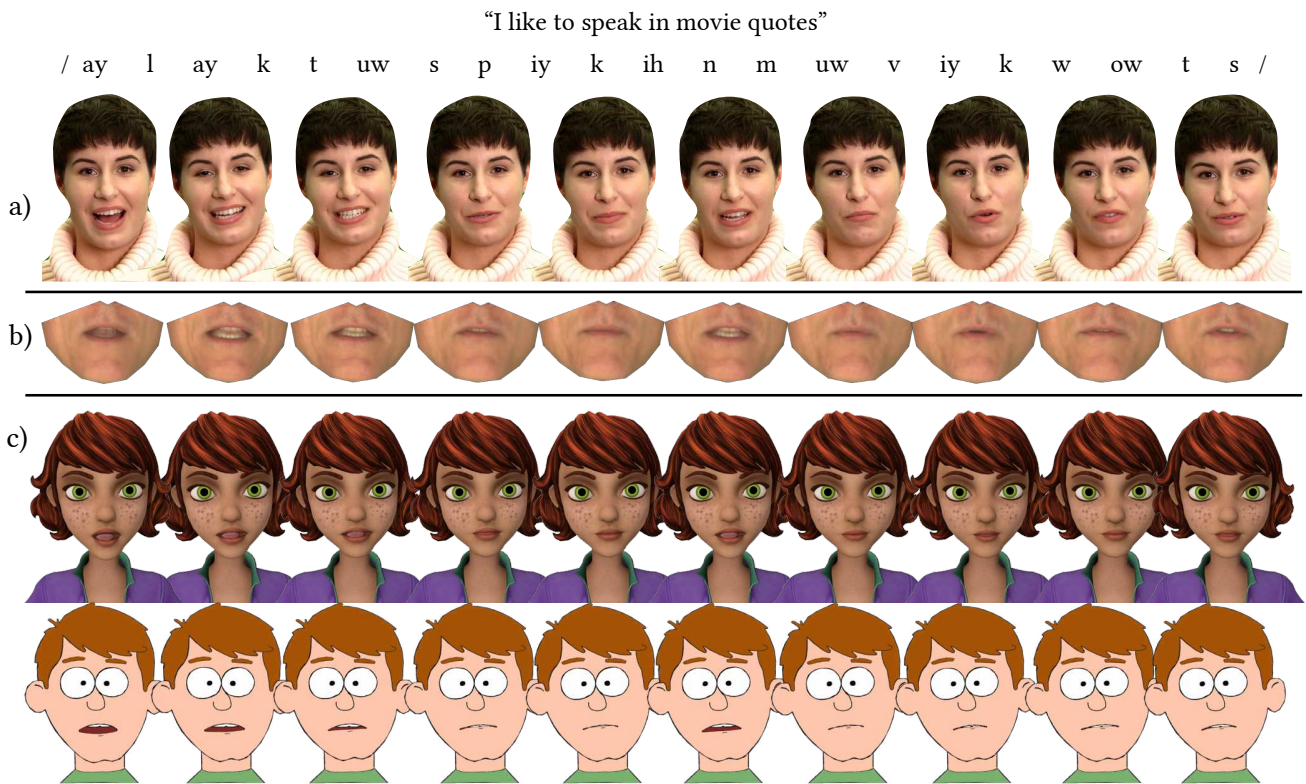 “I like to speak in movie quotes”
/ ay l ay k t uw s p iy k ih n m uw v iy k w ow t s /
a)
b)
c)